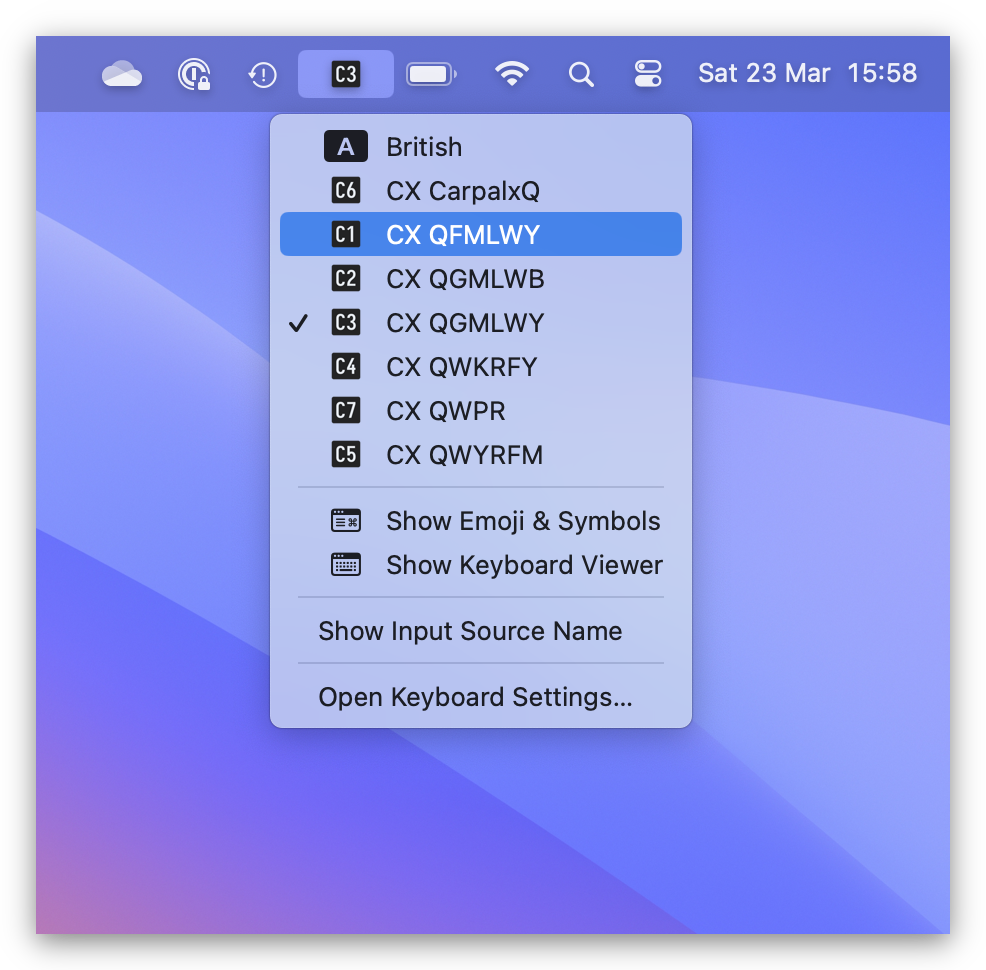 C3 Sat 23 Mar 15:58
A British
C6 CX CarpalxQ
C1 CX QFMLWY
C2 CX QGMLWB
C3 CX QGMLWY
C4 CX QWKRFY
C7 CX QWPR
C5 CX QWYRFM
Show Emoji & Symbols
Show Keyboard Viewer
Show Input Source Name
Open Keyboard Settings...